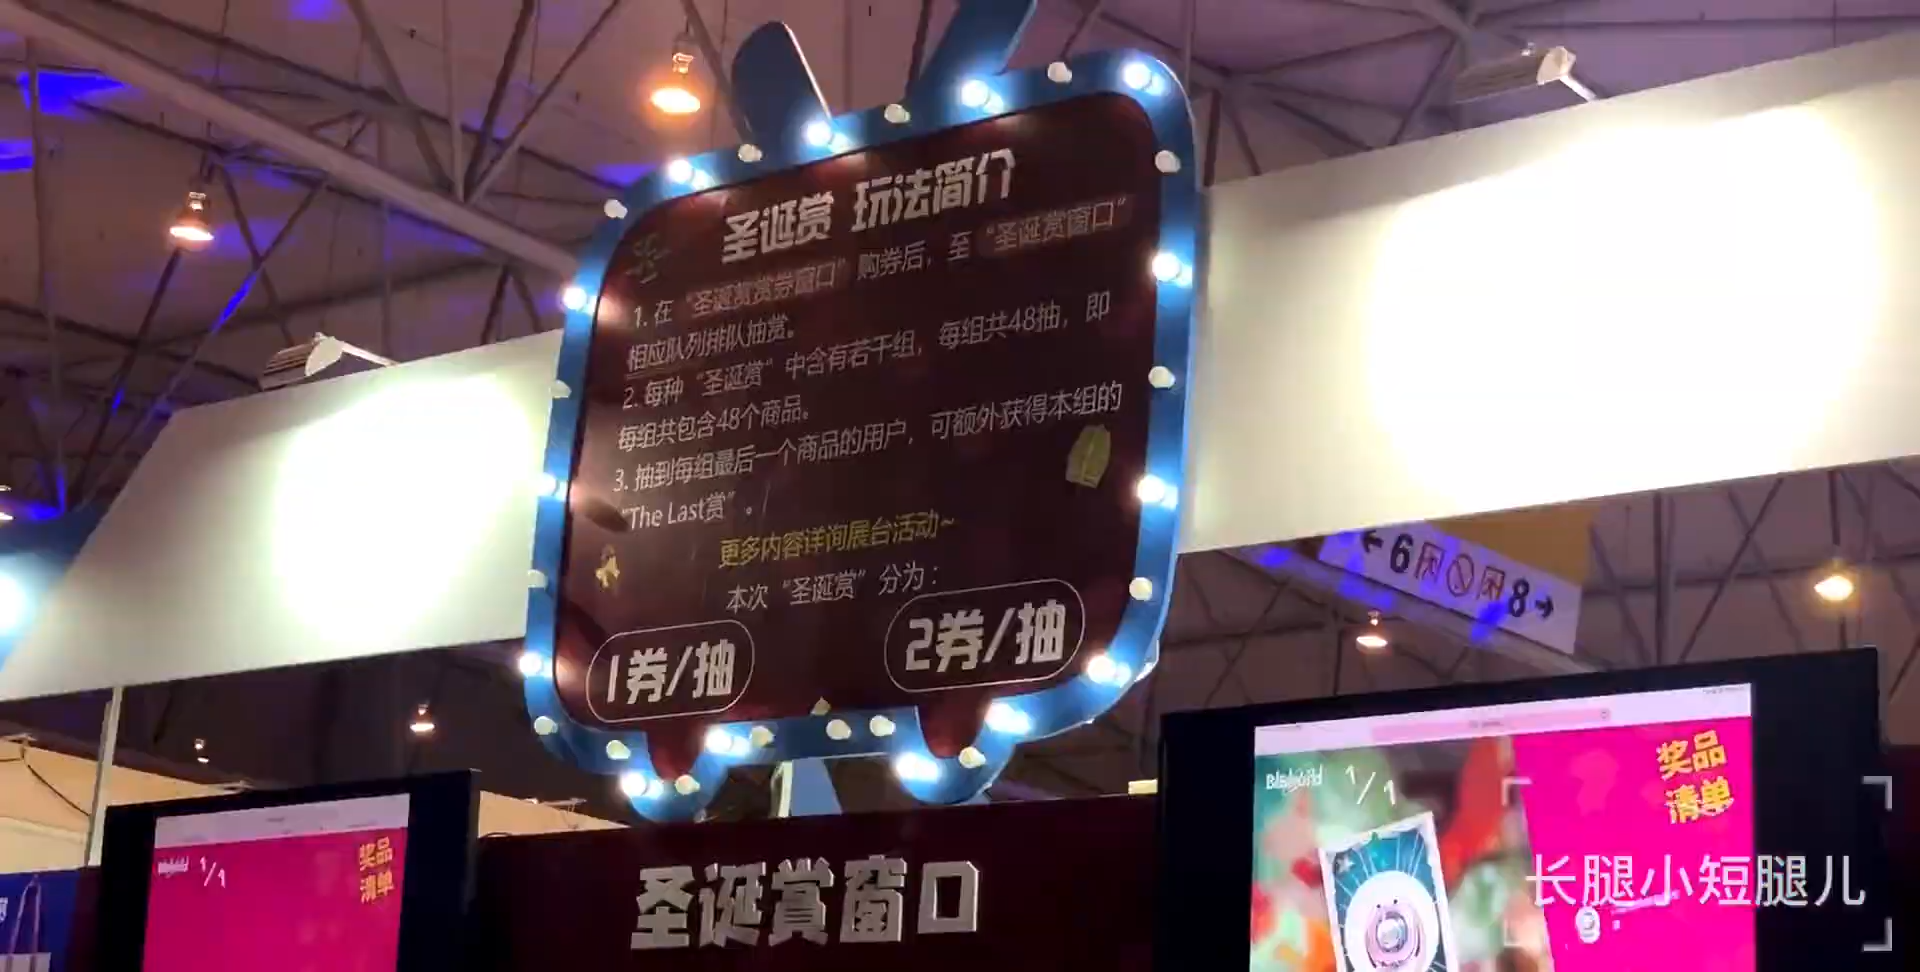 圣诞赏 玩法简介
1. 在“圣诞赏赏券窗口”购券后，至“圣诞赏窗口”
相应队列排队抽赏。
2. 每种“圣诞赏”中含有若干组，每组共48抽，即
每组共包含48个商品。
3. 抽到每组最后一个商品的用户，可额外获得本组的
“The Last赏”。
更多内容详询展台活动~
本次“圣诞赏”分为：
1券/抽
2券/抽
←6 8→
圣诞賞窗口
1/1
奖品
清单
1/1
奖品
清单
长腿小短腿儿